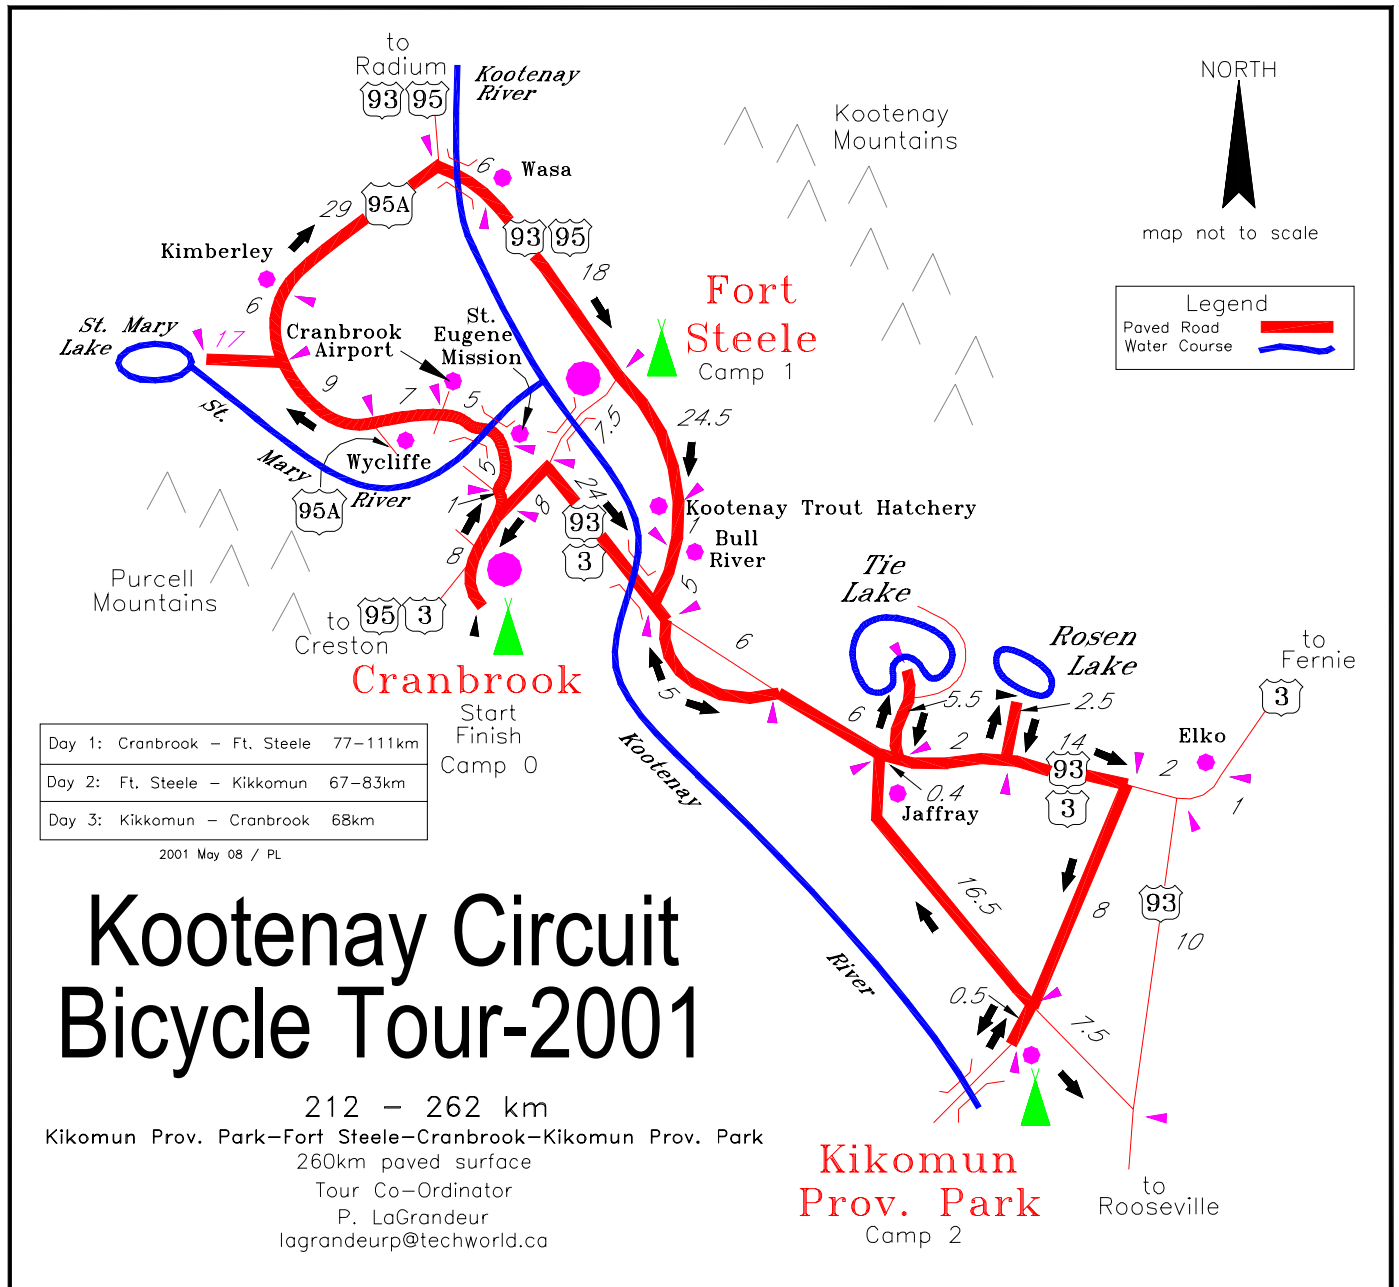 to
Radium
93 95
Kootenay
River
NORTH
Kootenay
Mountains
map not to scale
6
Wasa
95A
29
93 95
Kimberley
18
6
Fort
Steele
Camp 1
Legend
Paved Road
Water Course
St. Mary
Lake
17
Cranbrook
Airport
St.
Eugene
Mission
9
7
5
7.5
24.5
St.
Mary
River
Wycliffe
95A
5
1
8
24
93
3
Kootenay Trout Hatchery
1
Bull
River
5
8
Purcell
Mountains
to
Creston
95 3
Tie
Lake
Rosen
Lake
to
Fernie
3
6
Cranbrook
Start
Finish
Camp 0
5
6
5.5
2.5
2
14
93
3
2
Elko
1
0.4
Jaffray
Kootenay
River
Day 1: Cranbrook - Ft. Steele 77-111km
Day 2: Ft. Steele - Kikkomun 67-83km
Day 3: Kikkomun - Cranbrook 68km
2001 May 08 / PL
16.5
8
93
10
Kootenay Circuit
Bicycle Tour-2001
0.5
7.5
212 - 262 km
Kikomun Prov. Park-Fort Steele-Cranbrook-Kikomun Prov. Park
260km paved surface
Tour Co-Ordinator
P. LaGrandeur
lagrandeurp@techworld.ca
Kikomun
Prov. Park
Camp 2
to
Rooseville